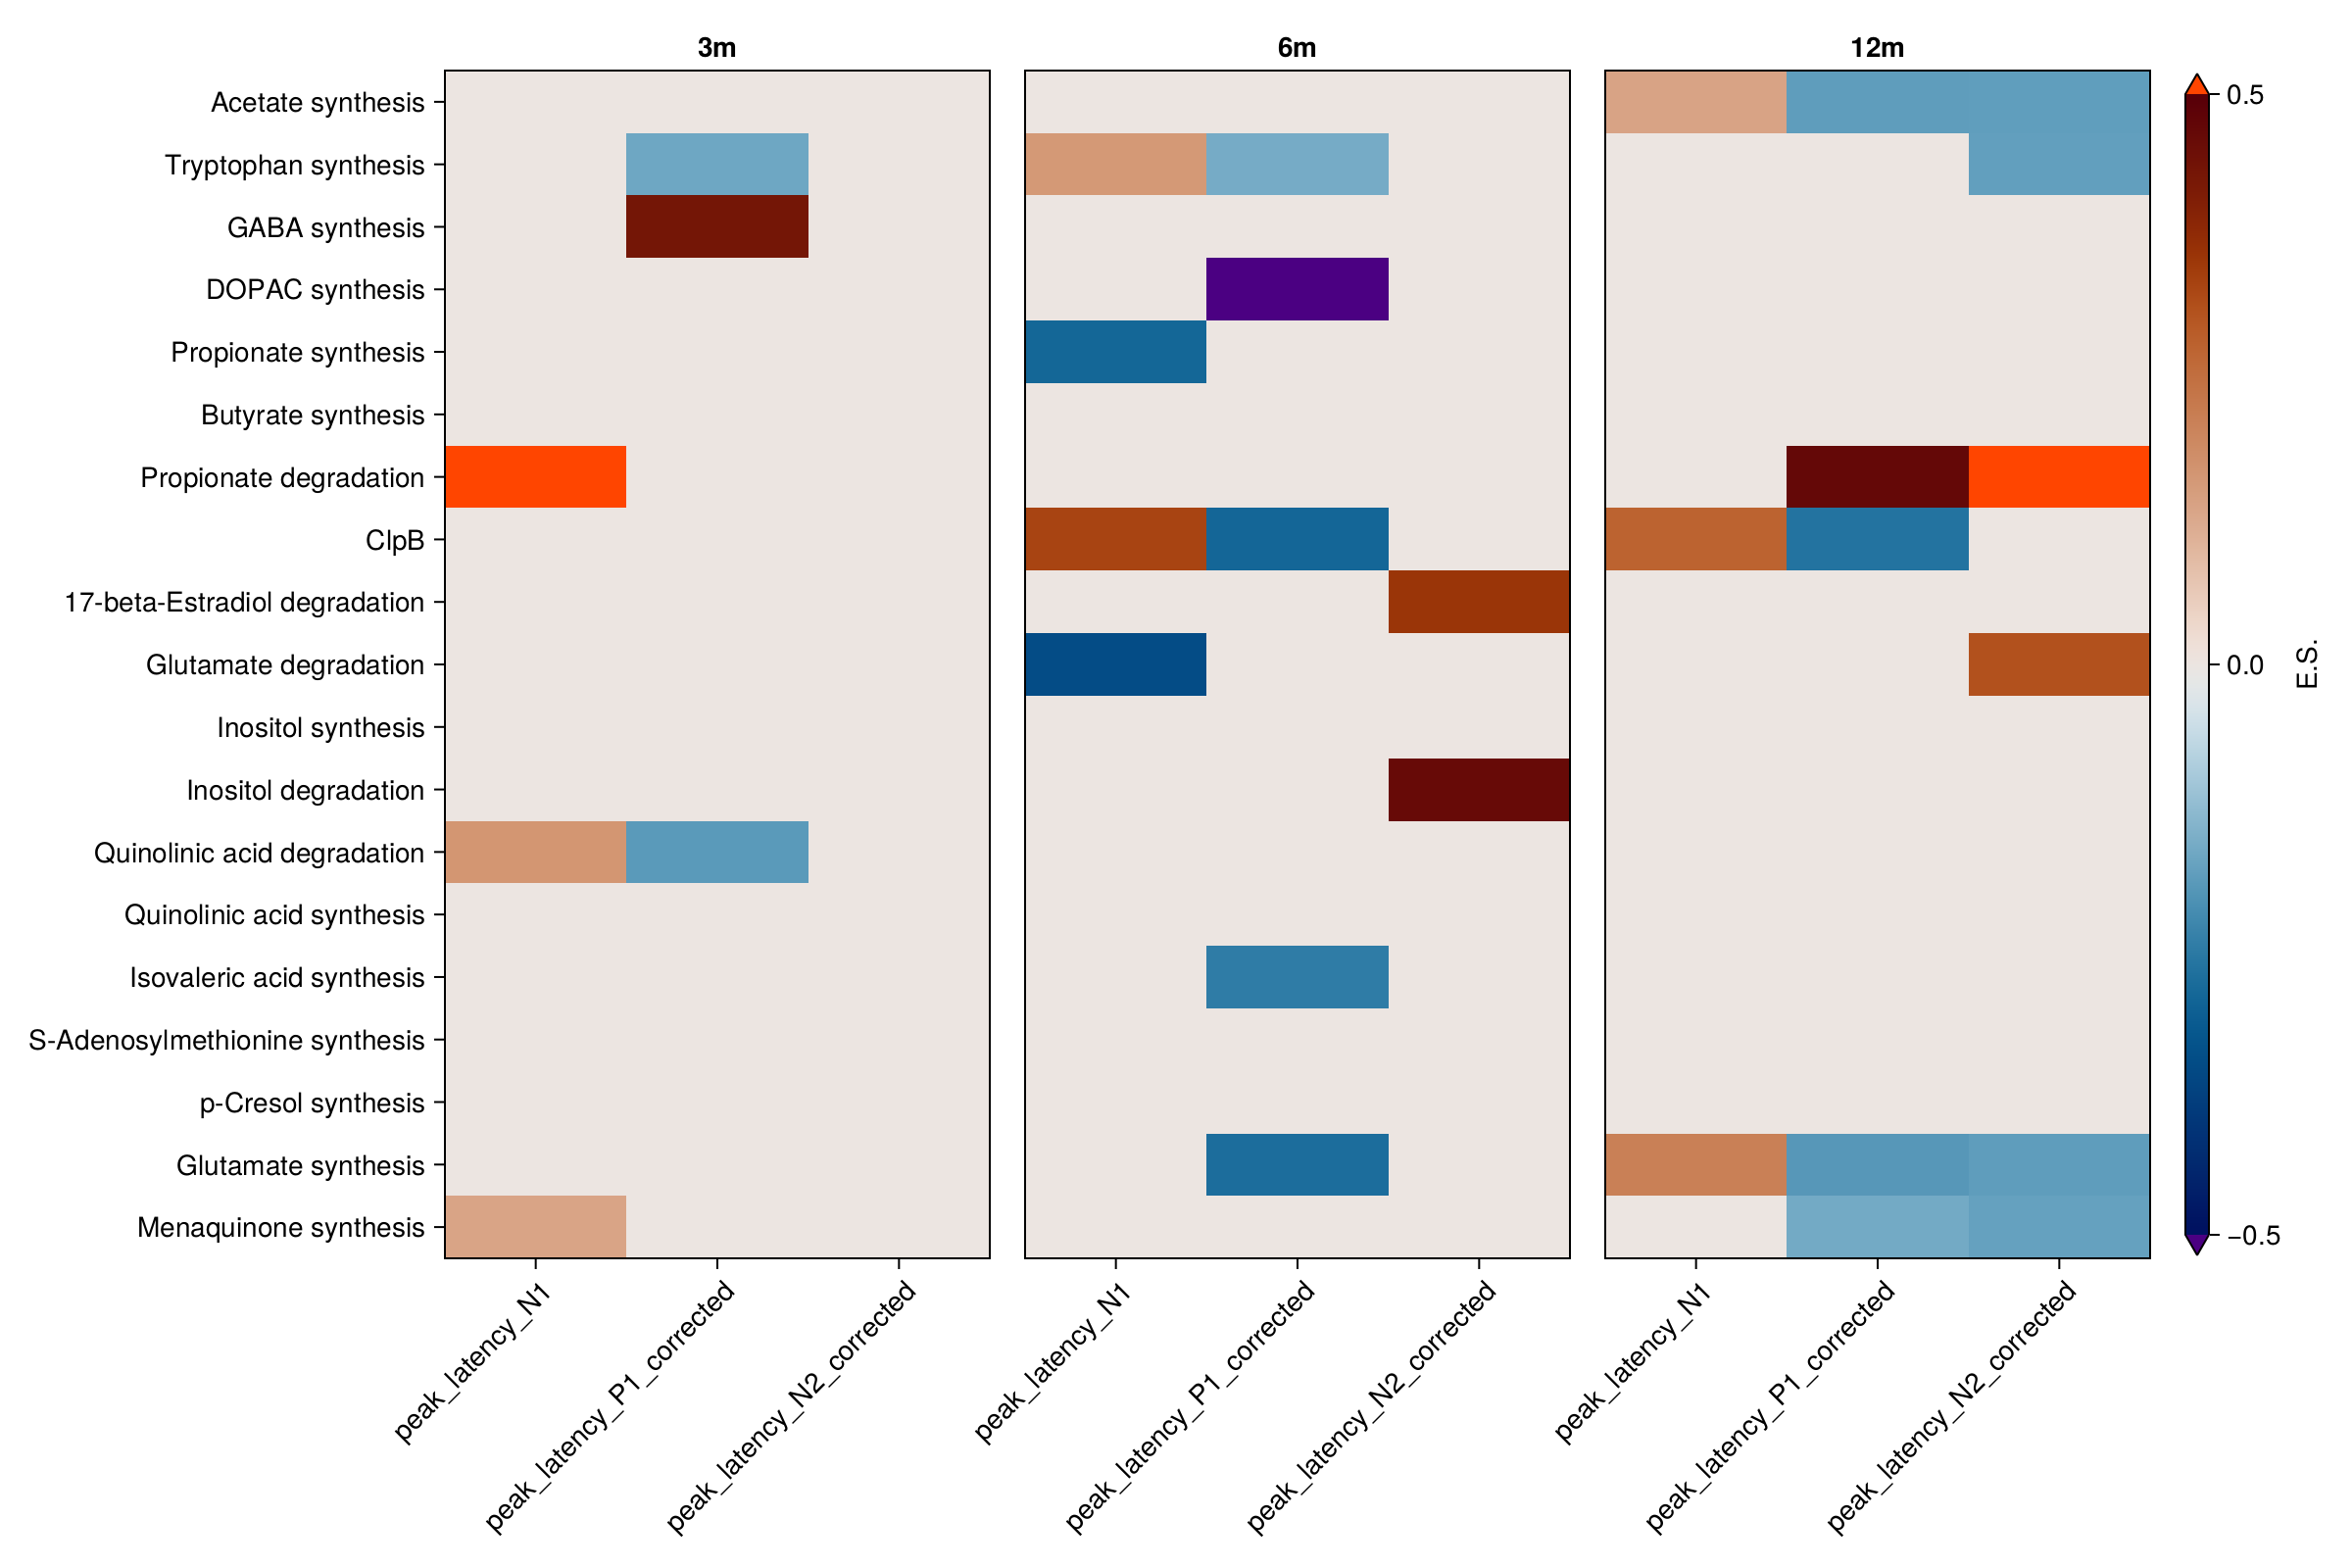 3m
6m
12m
Acetate synthesis
Tryptophan synthesis
GABA synthesis
DOPAC synthesis
Propionate synthesis
Butyrate synthesis
Propionate degradation
ClpB
17-beta-Estradiol degradation
Glutamate degradation
Inositol synthesis
Inositol degradation
Quinolinic acid degradation
Quinolinic acid synthesis
Isovaleric acid synthesis
S-Adenosylmethionine synthesis
p-Cresol synthesis
Glutamate synthesis
Menaquinone synthesis
peak_latency_N1
peak_latency_P1_corrected
peak_latency_N2_corrected
peak_latency_N1
peak_latency_P1_corrected
peak_latency_N2_corrected
peak_latency_N1
peak_latency_P1_corrected
peak_latency_N2_corrected
0.5
0.0
−0.5
E.S.